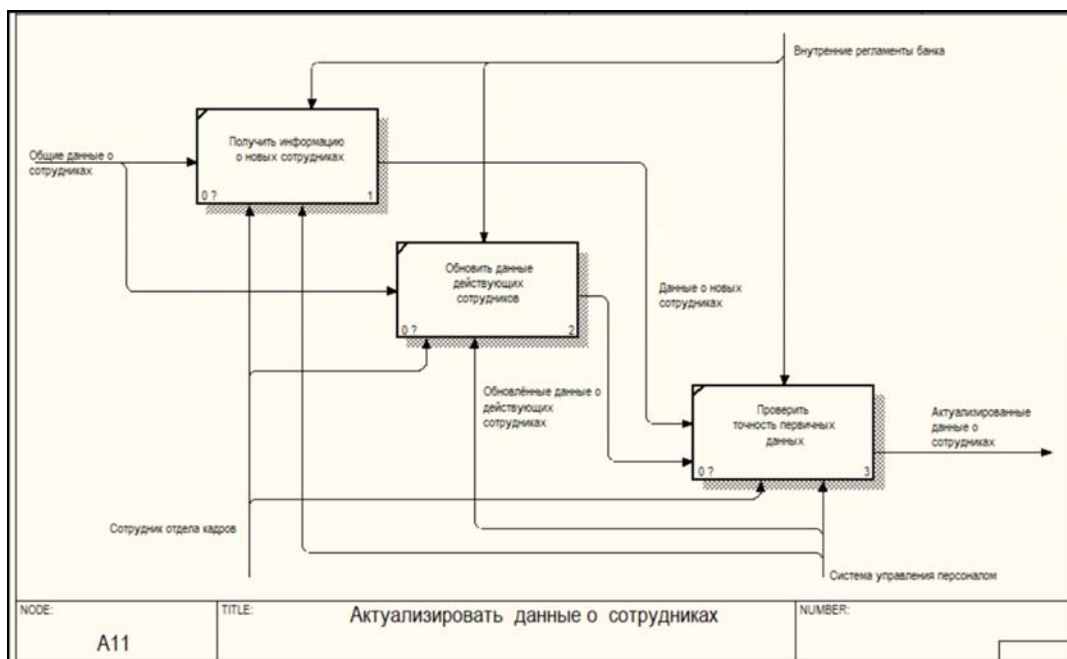 Внутренние регламенты банка
Получить информацию
о новых сотрудниках
0 ?
1
Общие данные о
сотрудниках
Обновить данные
действующих
сотрудников
0 ?
2
Данные о новых
сотрудниках
Обновлённые данные о
действующих
сотрудниках
Проверить
точность первичных
данных
0 ?
3
Актуализированные
данные о
сотрудниках
Сотрудник отдела кадров
Система управления персоналом
NODE:
A11
TITLE:
Актуализировать данные о сотрудниках
NUMBER: